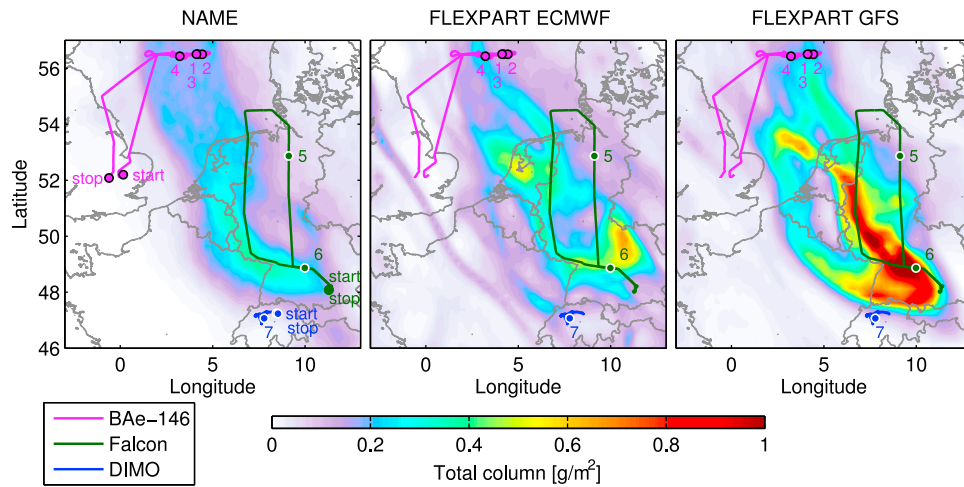 NAME
FLEXPART ECMWF
FLEXPART GFS
Latitude
56
54
52
50
48
46
4 1 2
3
stop start
5
6
start
stop
start
stop
7
0 5 10
Longitude
4 1 2
3
5
6
7
0 5 10
Longitude
4 1 2
3
5
6
7
0 5 10
Longitude
BAe−146
Falcon
DIMO
0 0.2 0.4 0.6 0.8 1
Total column [g/m²]